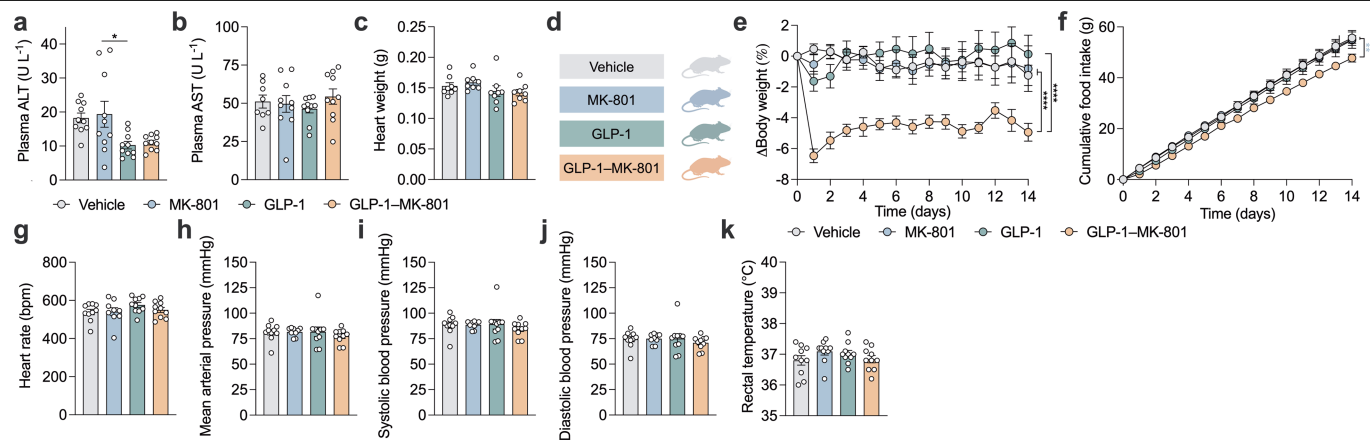 a
Plasma ALT (U L-1)
40
30
20
10
0
*
b
Plasma AST (U L-1)
100
75
50
25
0
c
Heart weight (g)
0.25
0.20
0.15
0.10
0.05
0.00
Vehicle MK-801 GLP-1 GLP-1–MK-801
d
Vehicle
MK-801
GLP-1
GLP-1–MK-801
e
ΔBody weight (%)
2
0
-2
-4
-6
-8
0 2 4 6 8 10 12 14
Time (days)
****
****
f
Cumulative food intake (g)
60
40
20
0
0 2 4 6 8 10 12 14
Time (days)
**
Vehicle MK-801 GLP-1 GLP-1–MK-801
g
Heart rate (bpm)
800
600
400
200
0
h
Mean arterial pressure (mmHg)
150
125
100
75
50
25
0
i
Systolic blood pressure (mmHg)
150
125
100
75
50
25
0
j
Diastolic blood pressure (mmHg)
150
125
100
75
50
25
0
k
Rectal temperature (°C)
40
39
38
37
36
35